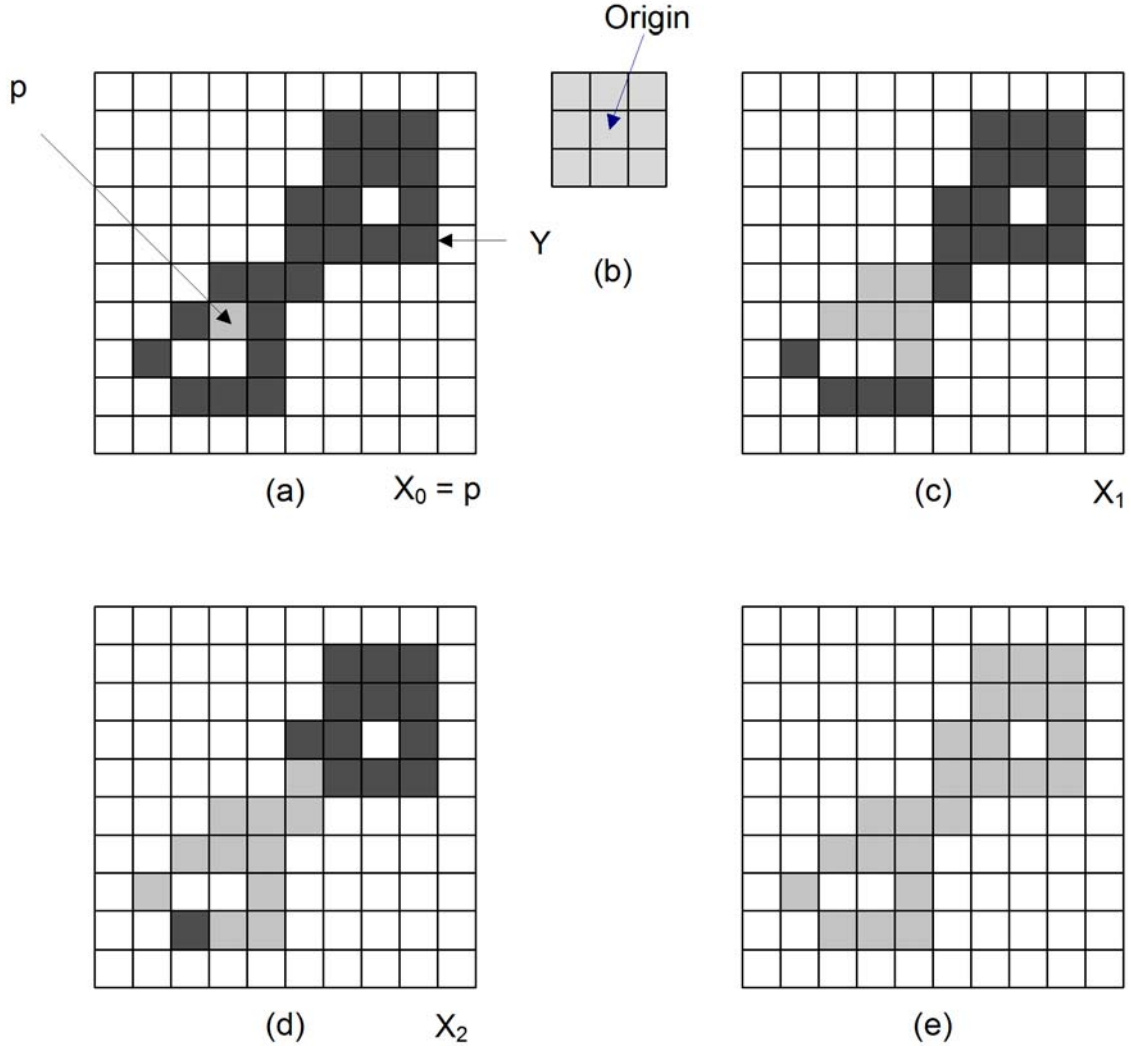 Origin
p
Y
(b)
(a)
X₀ = p
(c)
X₁
(d)
X₂
(e)